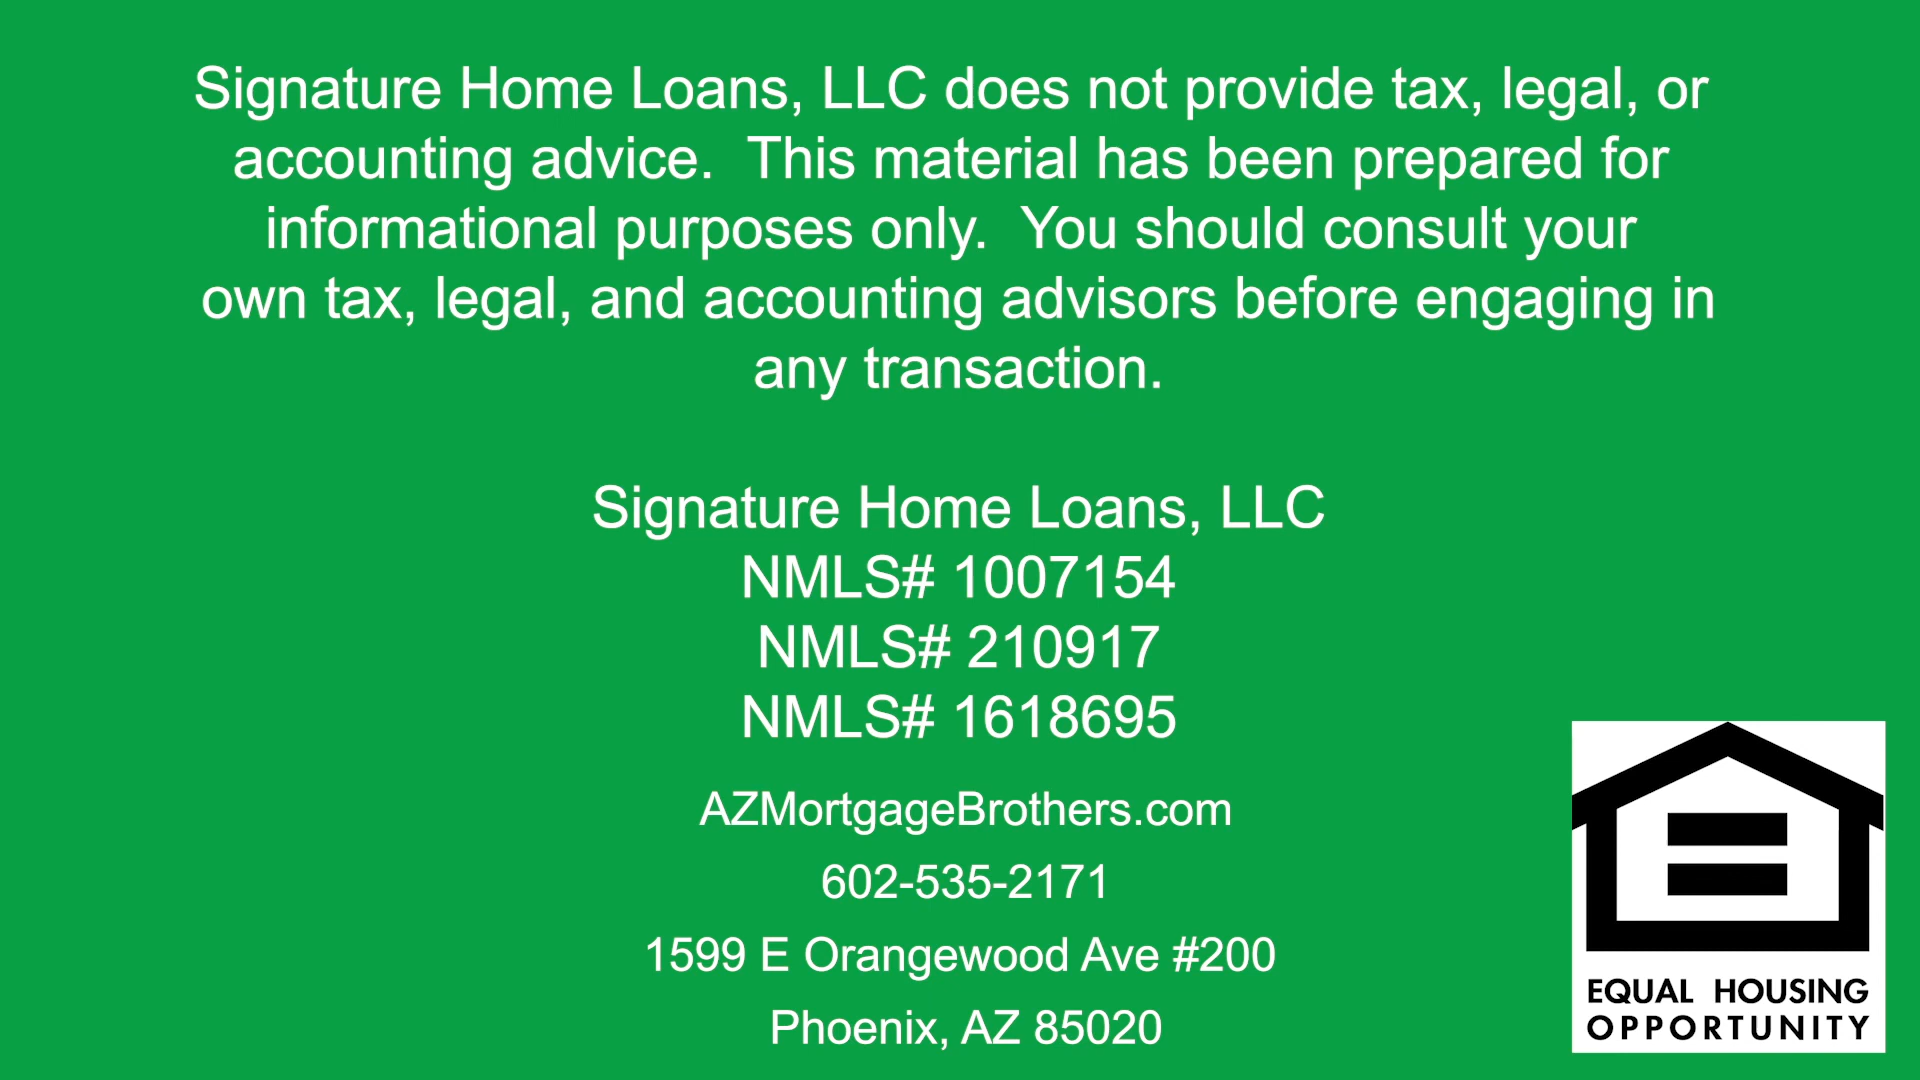 Signature Home Loans, LLC does not provide tax, legal, or
accounting advice.  This material has been prepared for
informational purposes only.  You should consult your
own tax, legal, and accounting advisors before engaging in
any transaction.
Signature Home Loans, LLC
NMLS# 1007154
NMLS# 210917
NMLS# 1618695
AZMortgageBrothers.com
602-535-2171
1599 E Orangewood Ave #200
Phoenix, AZ 85020
EQUAL HOUSING
OPPORTUNITY